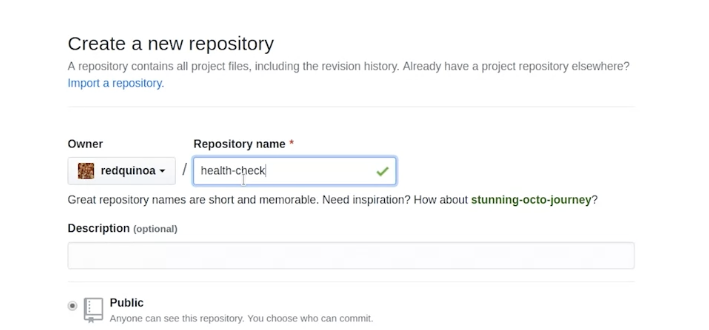 Create a new repository
A repository contains all project files, including the revision history. Already have a project repository elsewhere?
Import a repository.
Owner Repository name *
redquinoa / health-check
Great repository names are short and memorable. Need inspiration? How about stunning-octo-journey?
Description (optional)
Public
Anyone can see this repository. You choose who can commit.